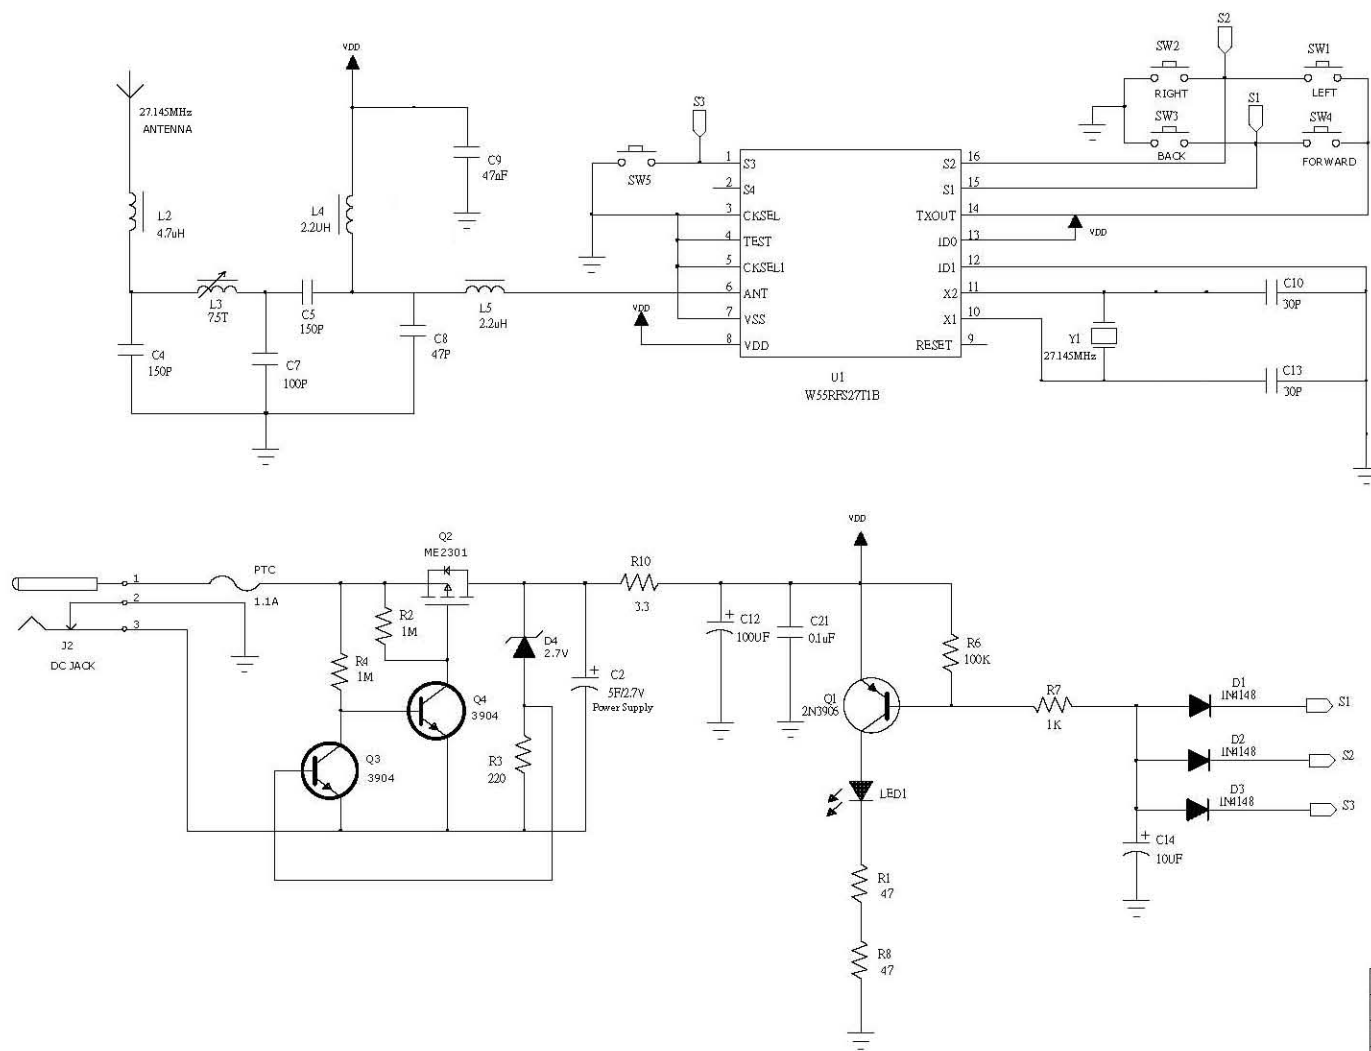 VDD
27.145MHz
ANTENNA
C9
47nF
L2
4.7uH
L4
2.2UH
L3
75T
C5
150P
L5
2.2uH
C4
150P
C7
100P
C8
47P
S3
SW5
1 S3
2 S4
3 CKSEL
4 TEST
5 CKSEL1
6 ANT
7 VSS
8 VDD
VDD
S2 16
S1 15
TXOUT 14
ID0 13
ID1 12
X2 11
X1 10
RESET 9
U1
W55RFS27T1B
VDD
S2
SW2
RIGHT
SW1
LEFT
S1
SW3
BACK
SW4
FORWARD
Y1
27.145MHz
C10
30P
C13
30P
1
2
3
J2
DC JACK
PTC
1.1A
Q2
ME2301
R2
1M
R4
1M
Q4
3904
Q3
3904
D4
2.7V
R3
220
+ C2
5F/2.7V
Power Supply
R10
3.3
+ C12
100UF
C21
0.1uF
VDD
R6
100K
Q1
2N3906
R7
1K
LED1
R1
47
R8
47
D1
1N4148
S1
D2
1N4148
S2
D3
1N4148
S3
+ C14
10UF